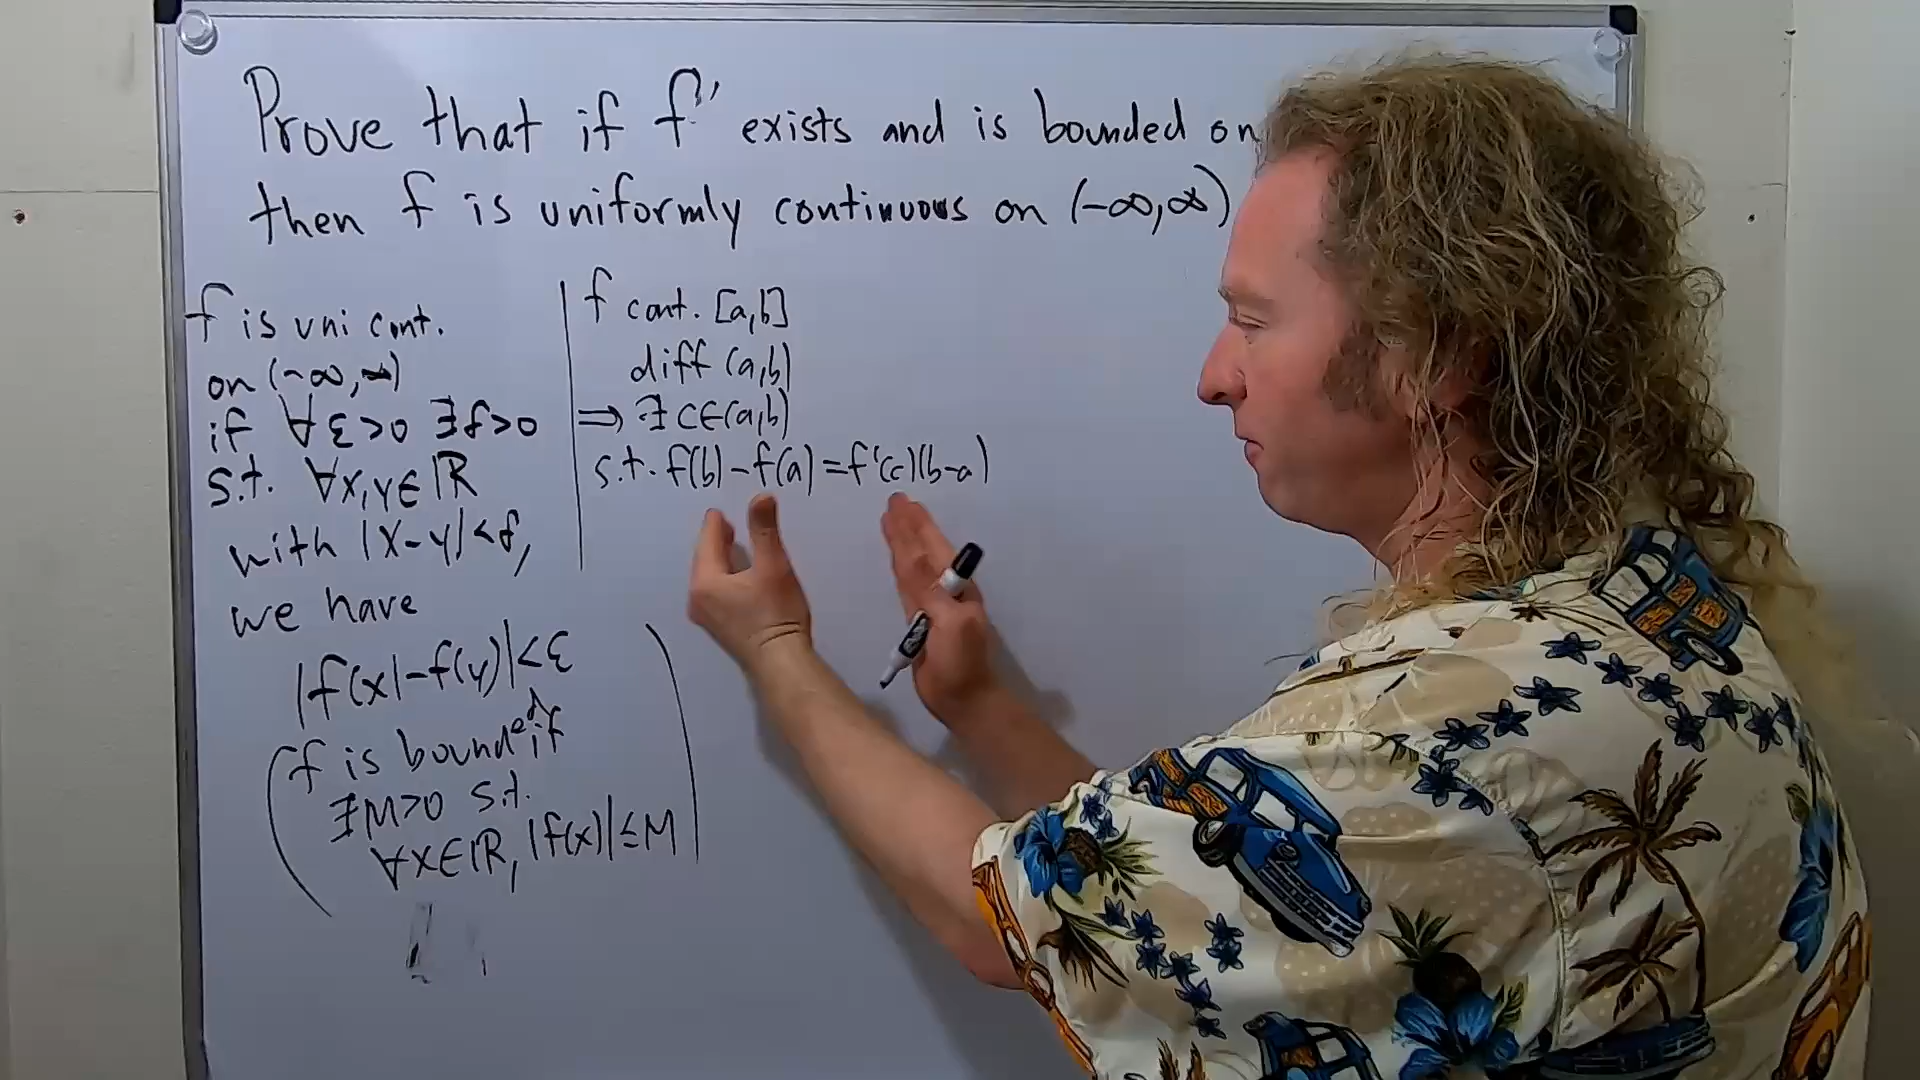 Prove that if f' exists and is bounded on
then f is uniformly continuous on (-∞,∞)
f is uni cont.
on (-∞,∞)
if ∀ε>0 ∃δ>0
s.t. ∀x,y∈ℝ
with |x-y|<δ,
we have
|f(x)-f(y)|<ε
(f is bounded if
∃M>0 s.t.
∀x∈ℝ, |f(x)|≤M)
f cont. [a,b]
diff (a,b)
⇒ ∃ c∈(a,b)
s.t. f(b)-f(a)=f'(c)(b-a)